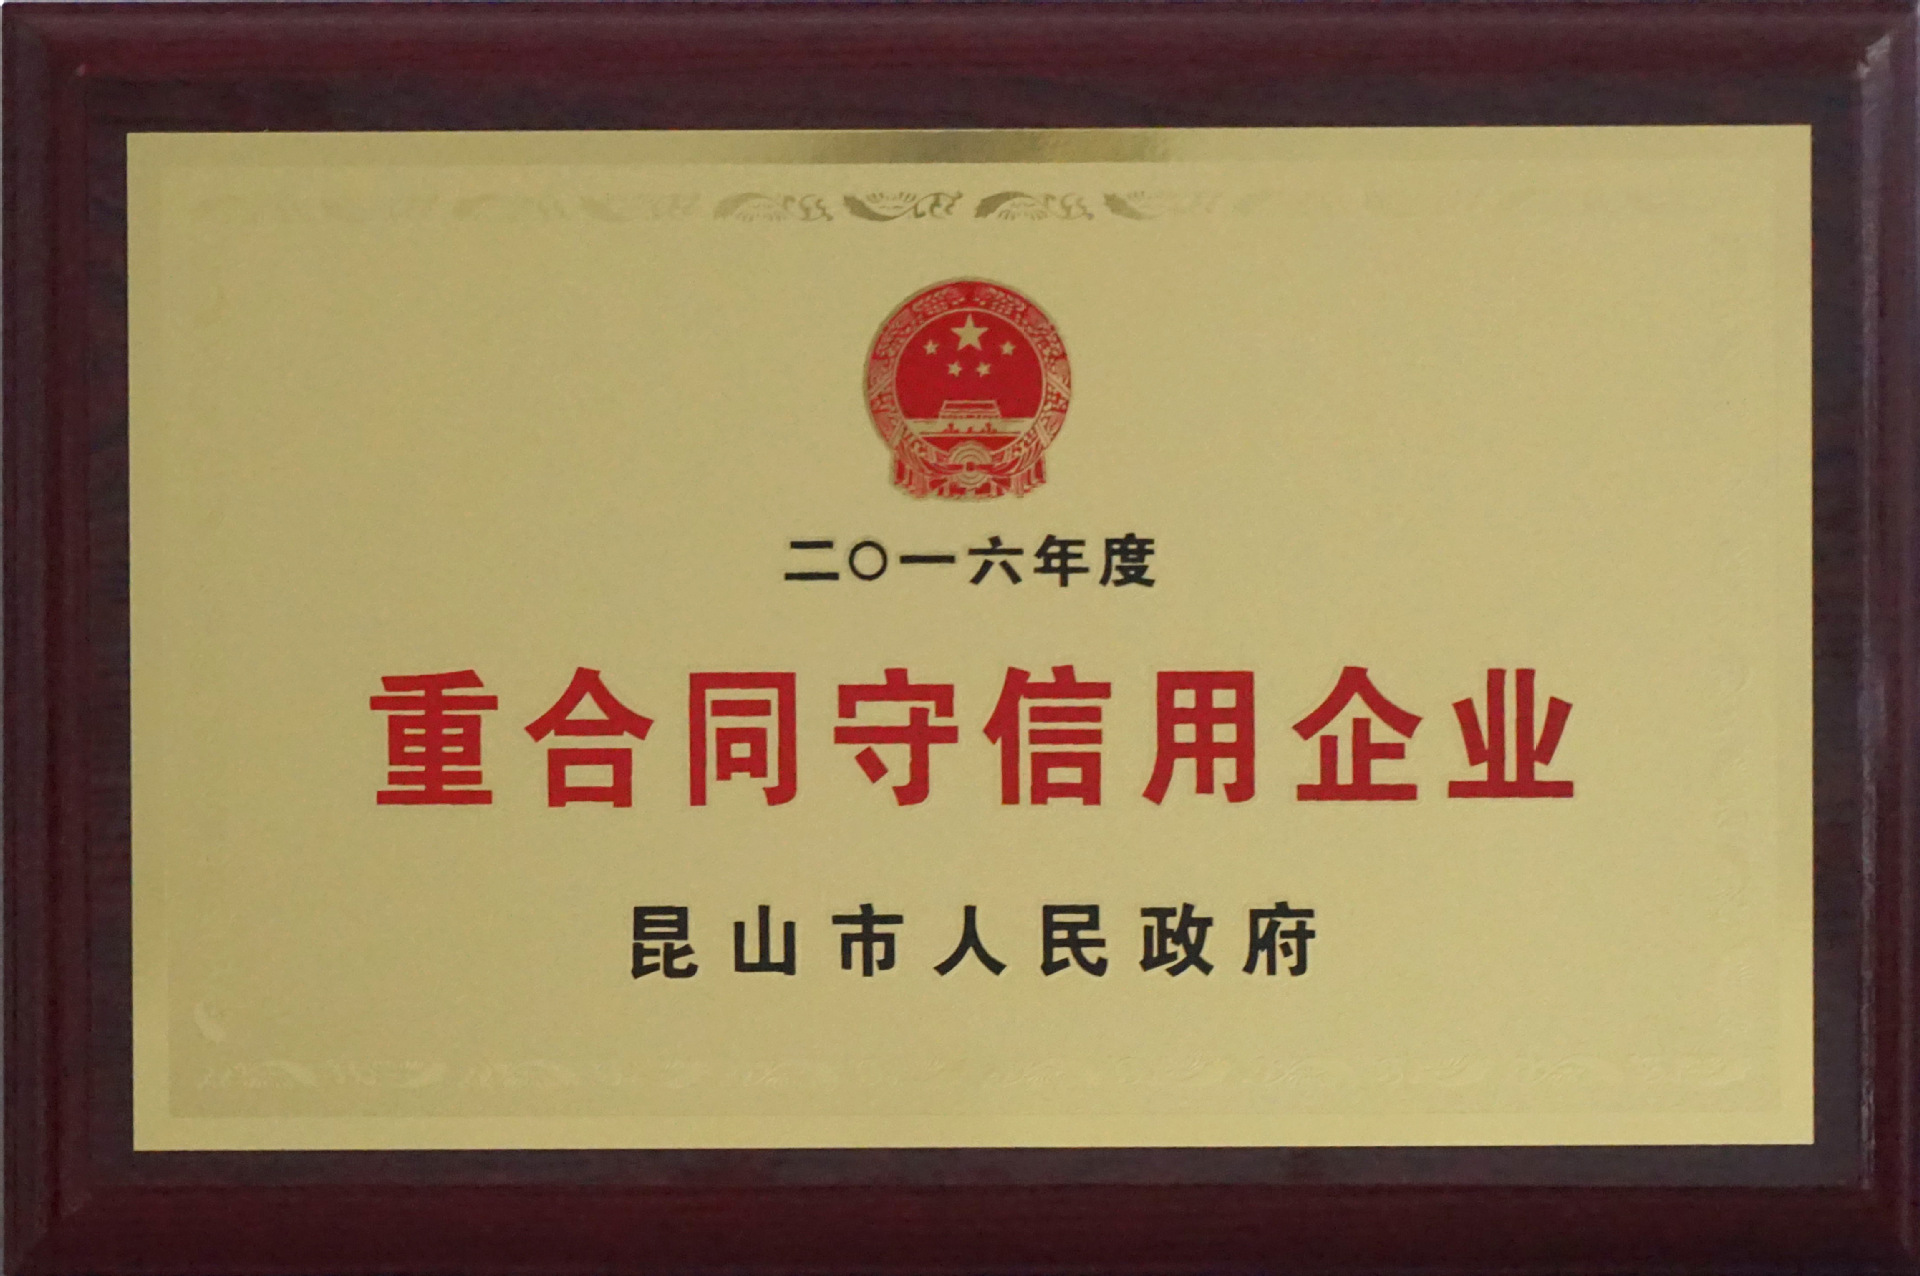 二〇一六年度
重合同守信用企业
昆山市人民政府